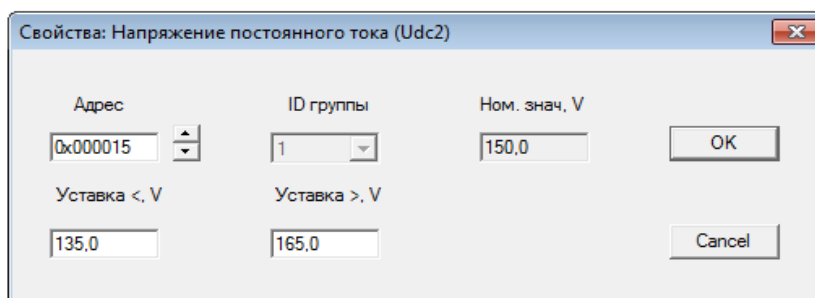 Свойства: Напряжение постоянного тока (Udc2)
Адрес ID группы Ном. знач, V
0x000015 1 150,0 OK
Уставка <, V Уставка >, V
135,0 165,0 Cancel